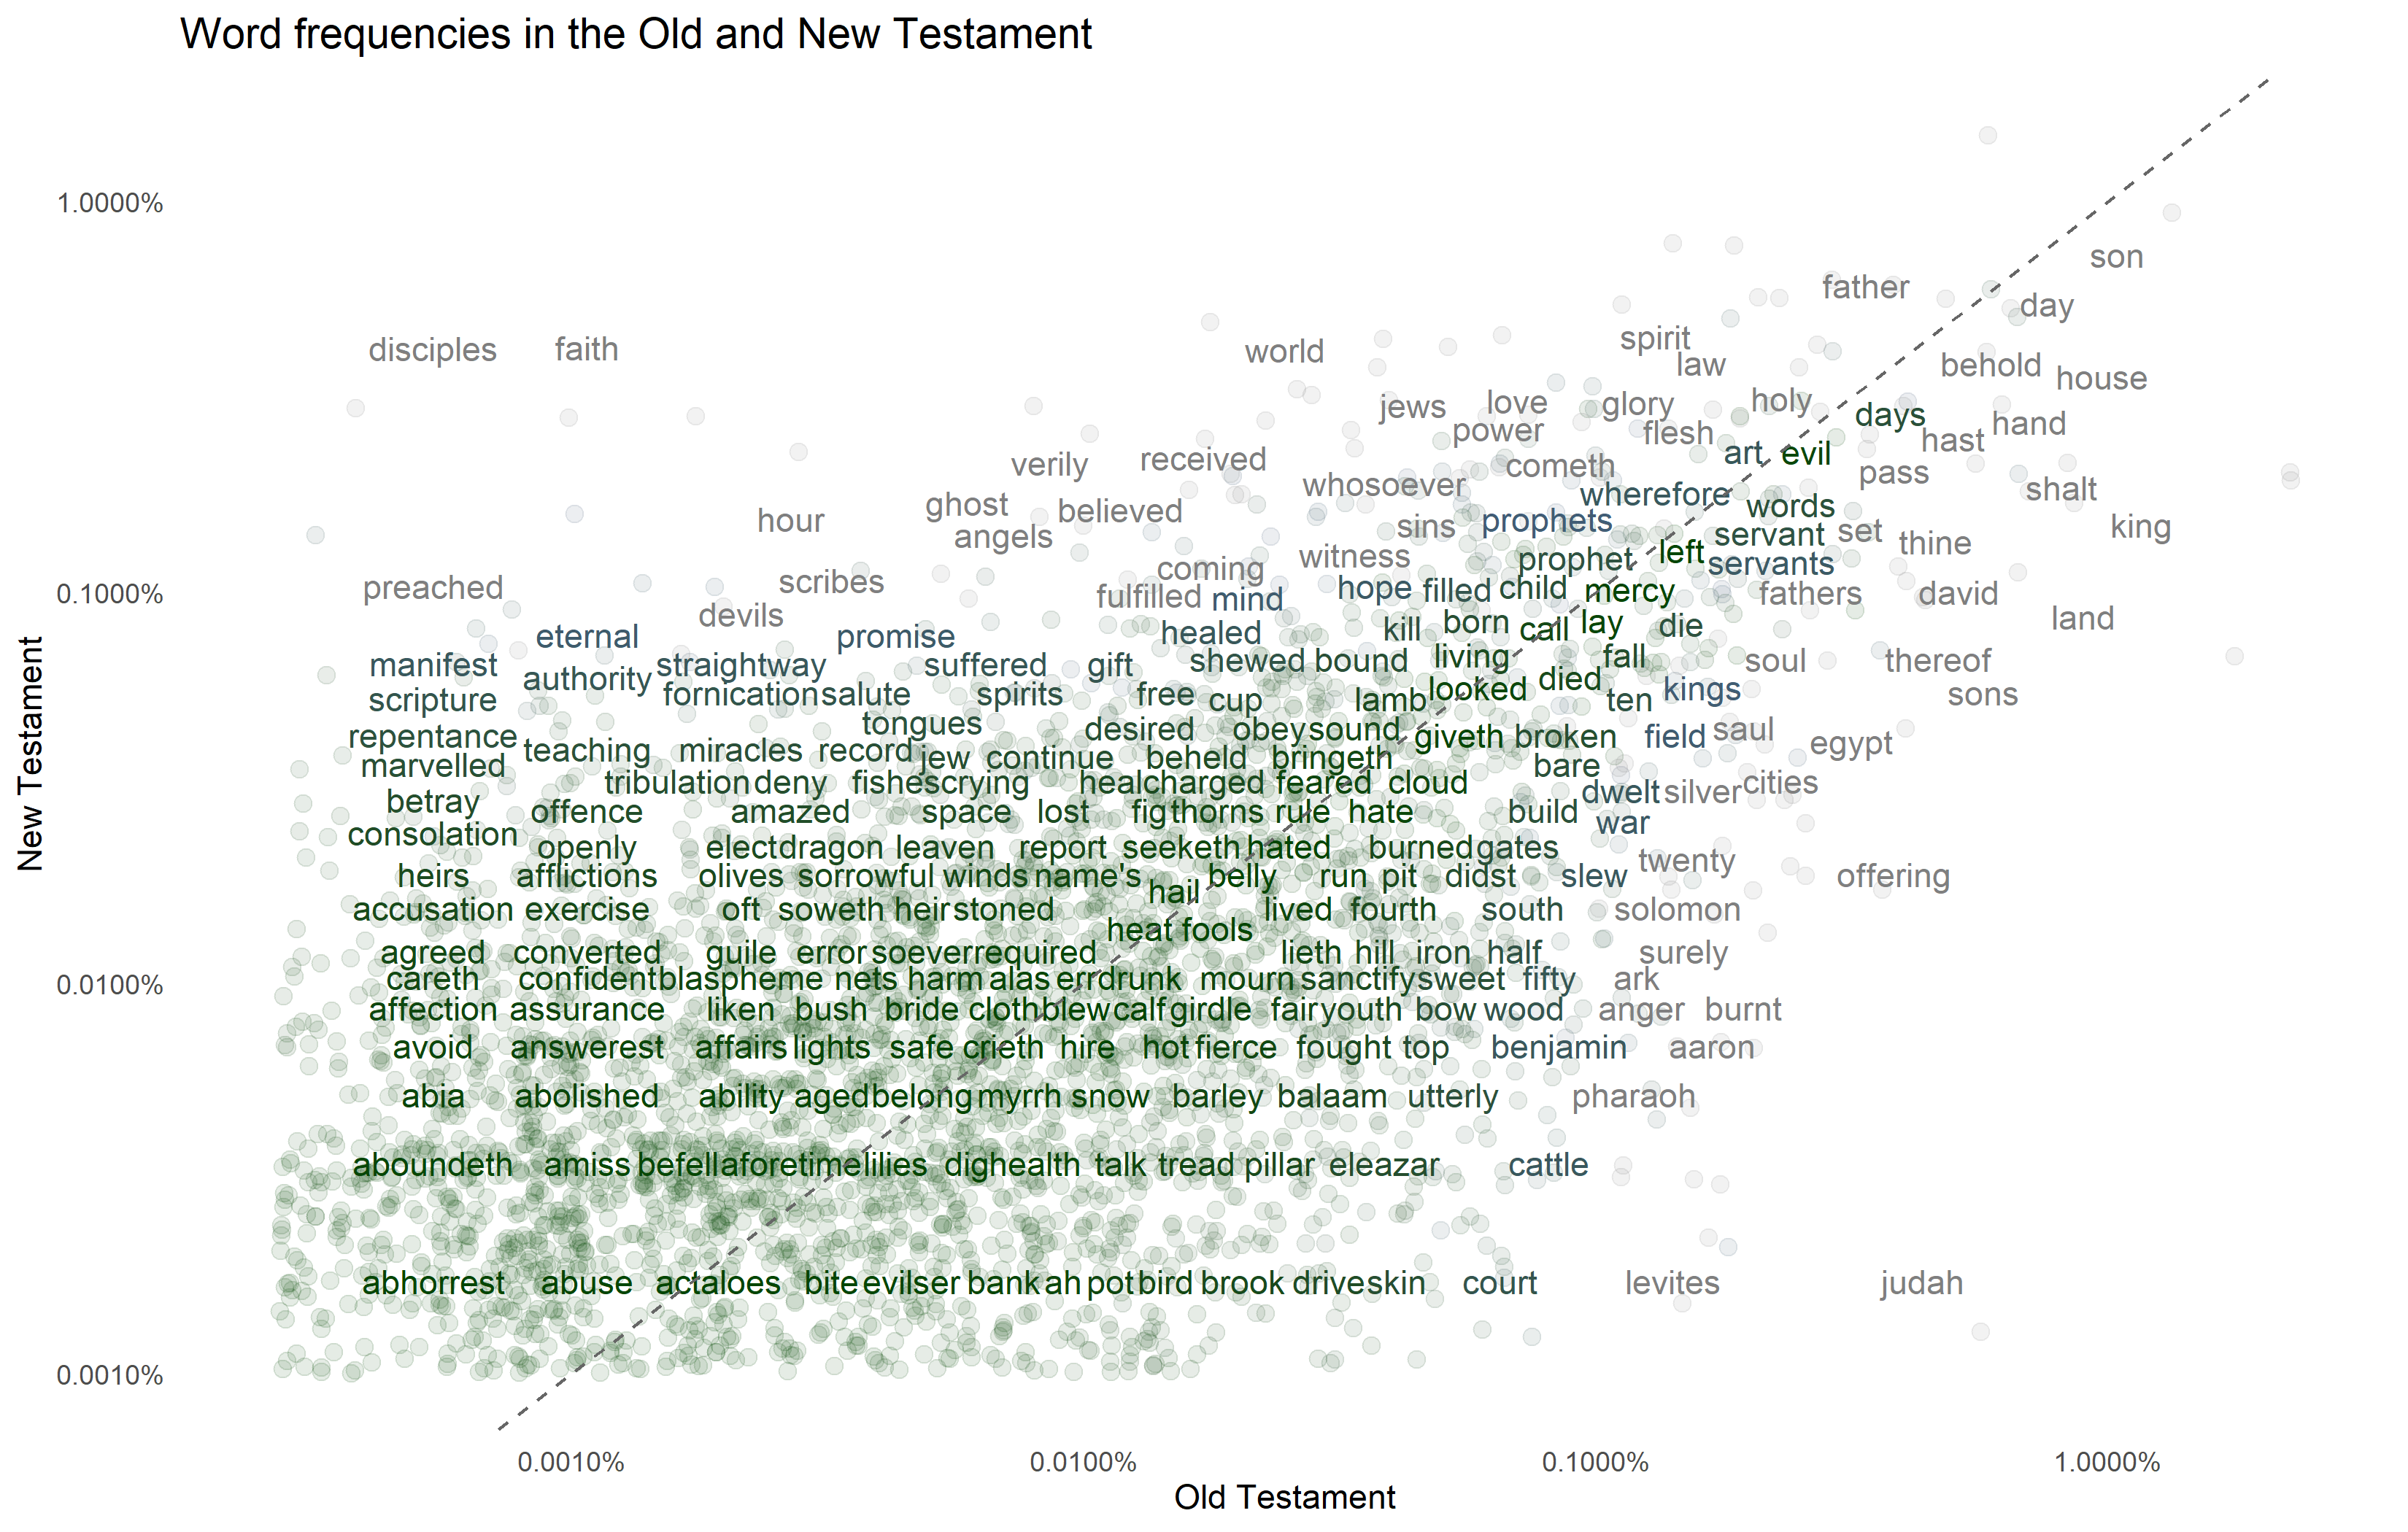 Word frequencies in the Old and New Testament
1.0000%
son
father
day
disciples faith world spirit
law behold house
jews love glory holy days hand
power flesh hast
verily received cometh art evil
pass
ghost believed whosoever wherefore words shalt
hour angels sins prophets servant set king
witness prophet left servants thine
coming
preached scribes fulfilled mind hope filled child mercy fathers david
0.1000%
devils born call lay die land
eternal promise healed kill
manifest straightway suffered gift shewed bound living fall soul thereof
authority
scripture fornication salute spirits free cup lamb looked died ten kings sons
tongues desired obey sound saul
repentance teaching miracles record jew continue beheld bringeth giveth broken field egypt
marvelled bare
tribulation deny fishes crying heal charged feared cloud cities
betray offence amazed space lost fig thorns rule hate build dwelt silver
consolation war
openly elect dragon leaven report seeketh hated burned gates twenty
heirs afflictions olives sorrowful winds name's hail belly run pit didst slew offering
accusation exercise oft soweth heir stoned lived fourth south solomon
heat fools
agreed converted guile error soever required lieth hill iron half surely
careth confident blaspheme nets harm alas err drunk mourn sanctify sweet fifty ark
0.0100%
affection assurance liken bush bride cloth blew calf girdle fair youth bow wood anger burnt
avoid answerest affairs lights safe crieth hire hot fierce fought top benjamin aaron
abia abolished ability aged belong myrrh snow barley balaam utterly pharaoh
aboundeth amiss befell aforetime lilies dig health talk tread pillar eleazar cattle
abhorrest abuse act aloes bite evils er bank ah pot bird brook drive skin court levites judah
0.0010%
New Testament
0.0010% 0.0100% 0.1000% 1.0000%
Old Testament